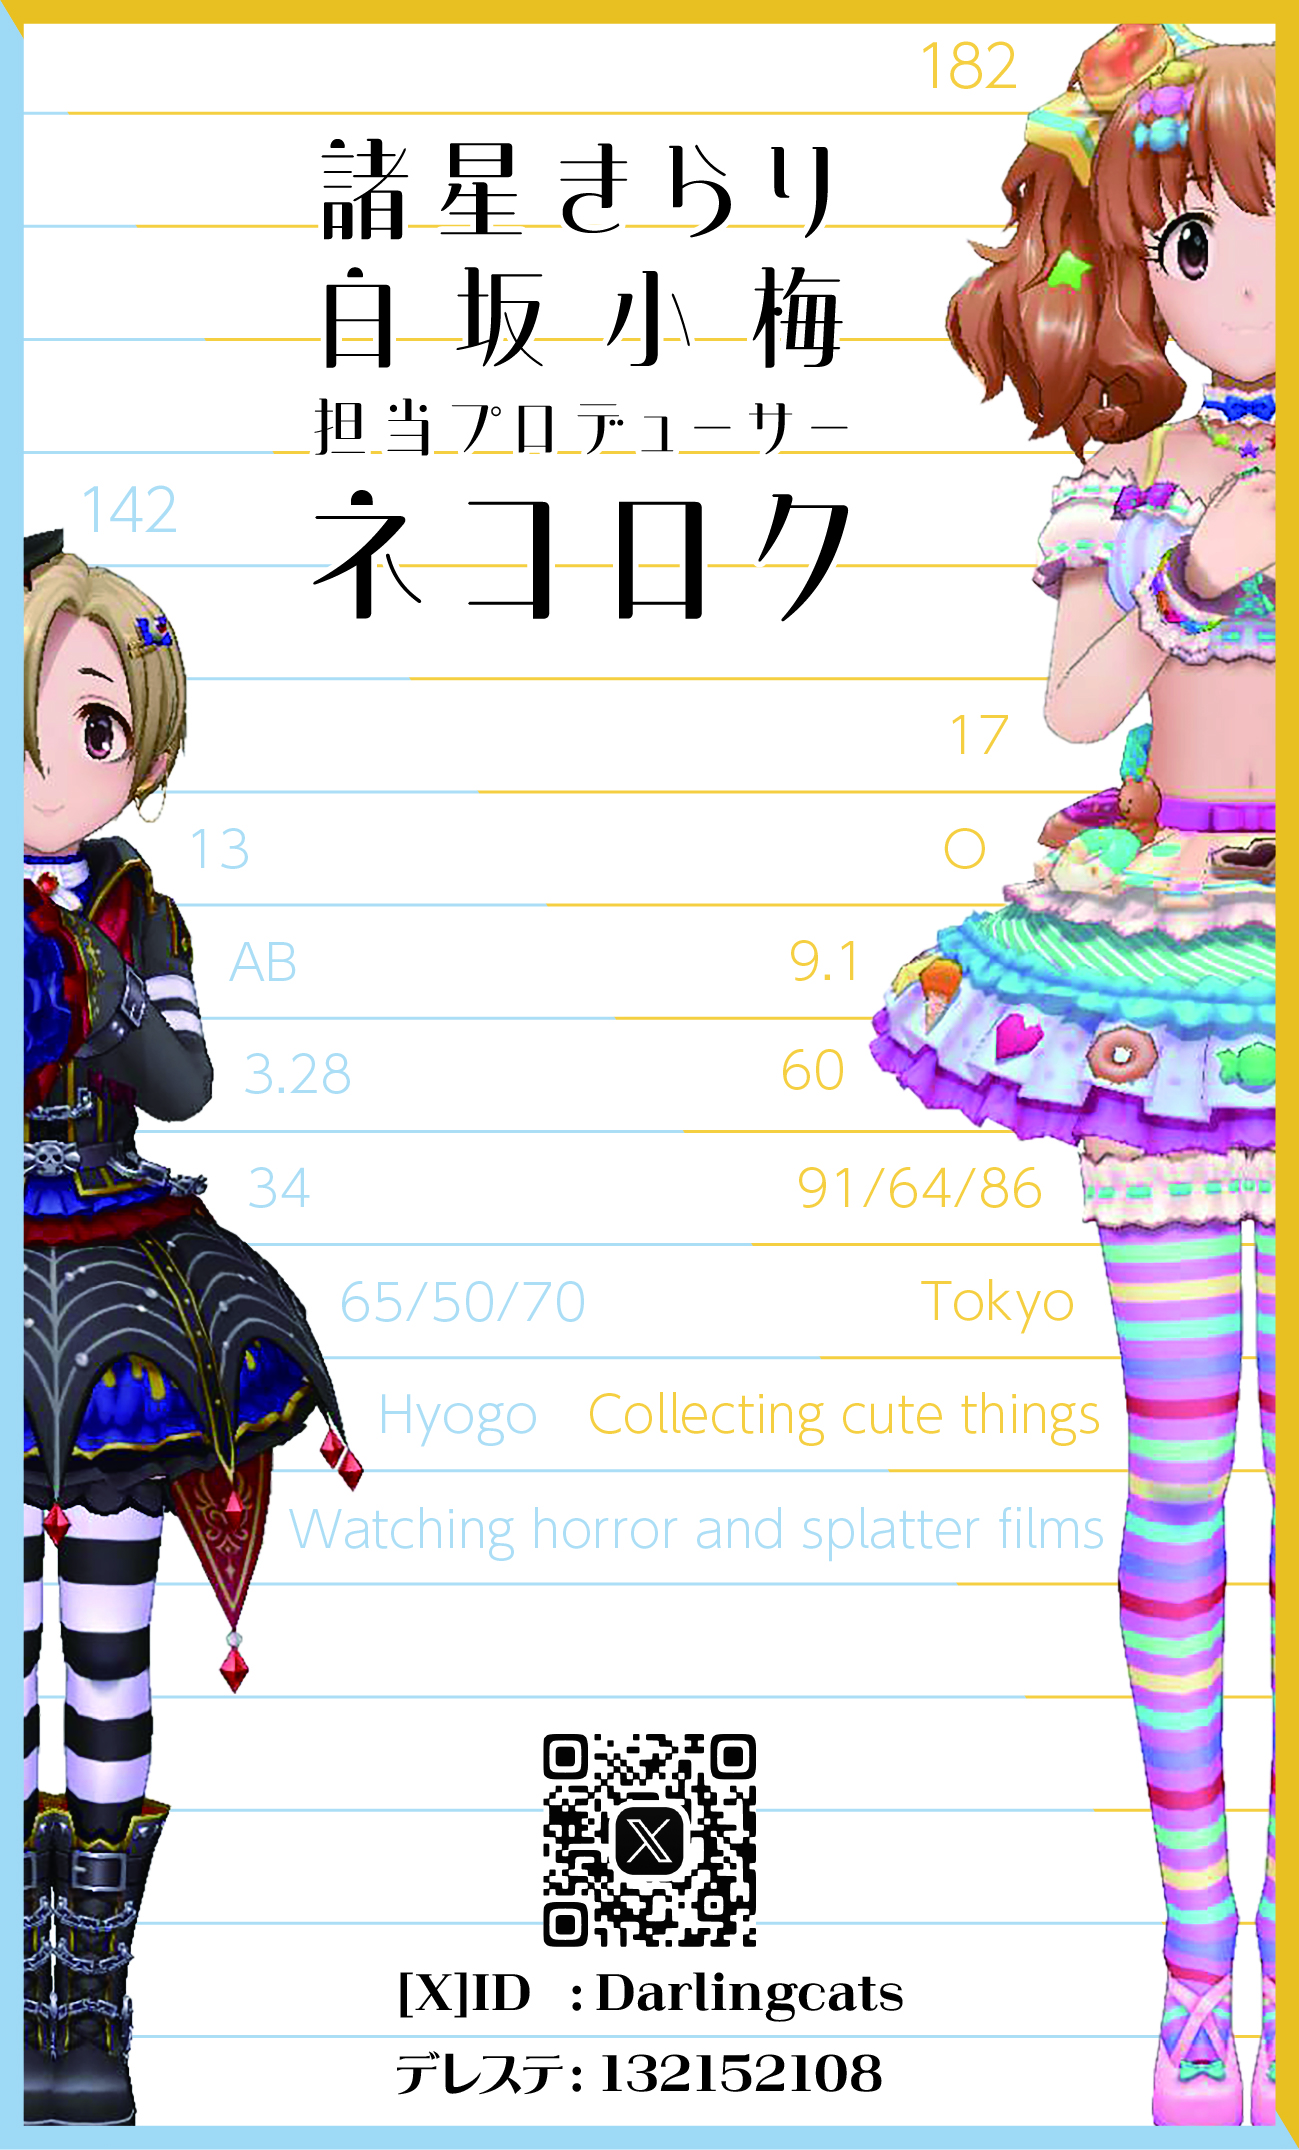 182
諸星きらり
白坂小梅
担当プロデューサー
142
ネコロク
17
13
O
AB
9.1
3.28
60
34
91/64/86
65/50/70
Tokyo
Hyogo
Collecting cute things
Watching horror and splatter films
[X]ID : Darlingcats
デレステ: 132152108